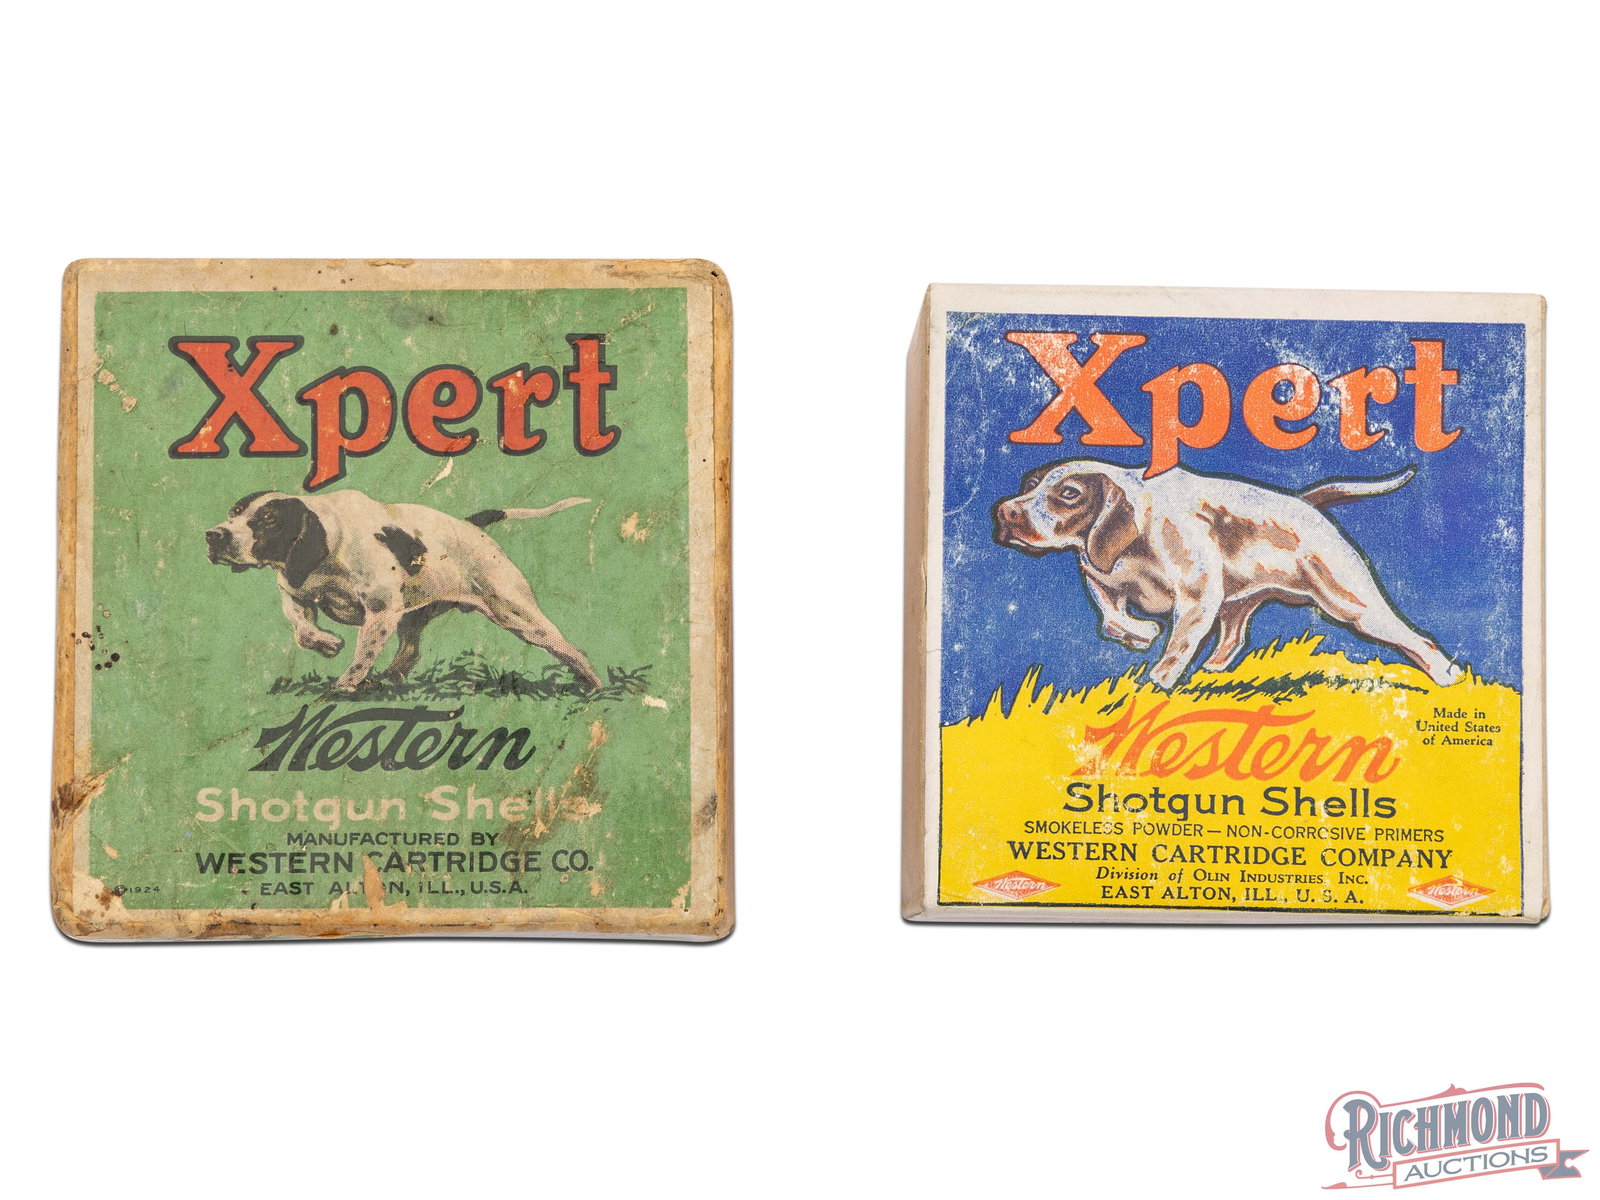 Xpert
Western
Shotgun Shells
MANUFACTURED BY
WESTERN CARTRIDGE CO.
©1924
EAST ALTON, ILL., U.S.A.
Xpert
Made in
United States
of America
Western
Shotgun Shells
SMOKELESS POWDER — NON-CORROSIVE PRIMERS
WESTERN CARTRIDGE COMPANY
Division of OLIN INDUSTRIES, INC.
EAST ALTON, ILL., U. S. A.
Western
Western
RICHMOND
AUCTIONS